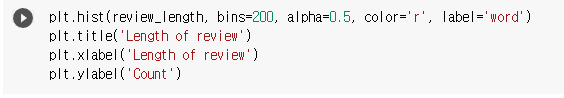 plt.hist(review_length, bins=200, alpha=0.5, color='r', label='word')
plt.title('Length of review')
plt.xlabel('Length of review')
plt.ylabel('Count')